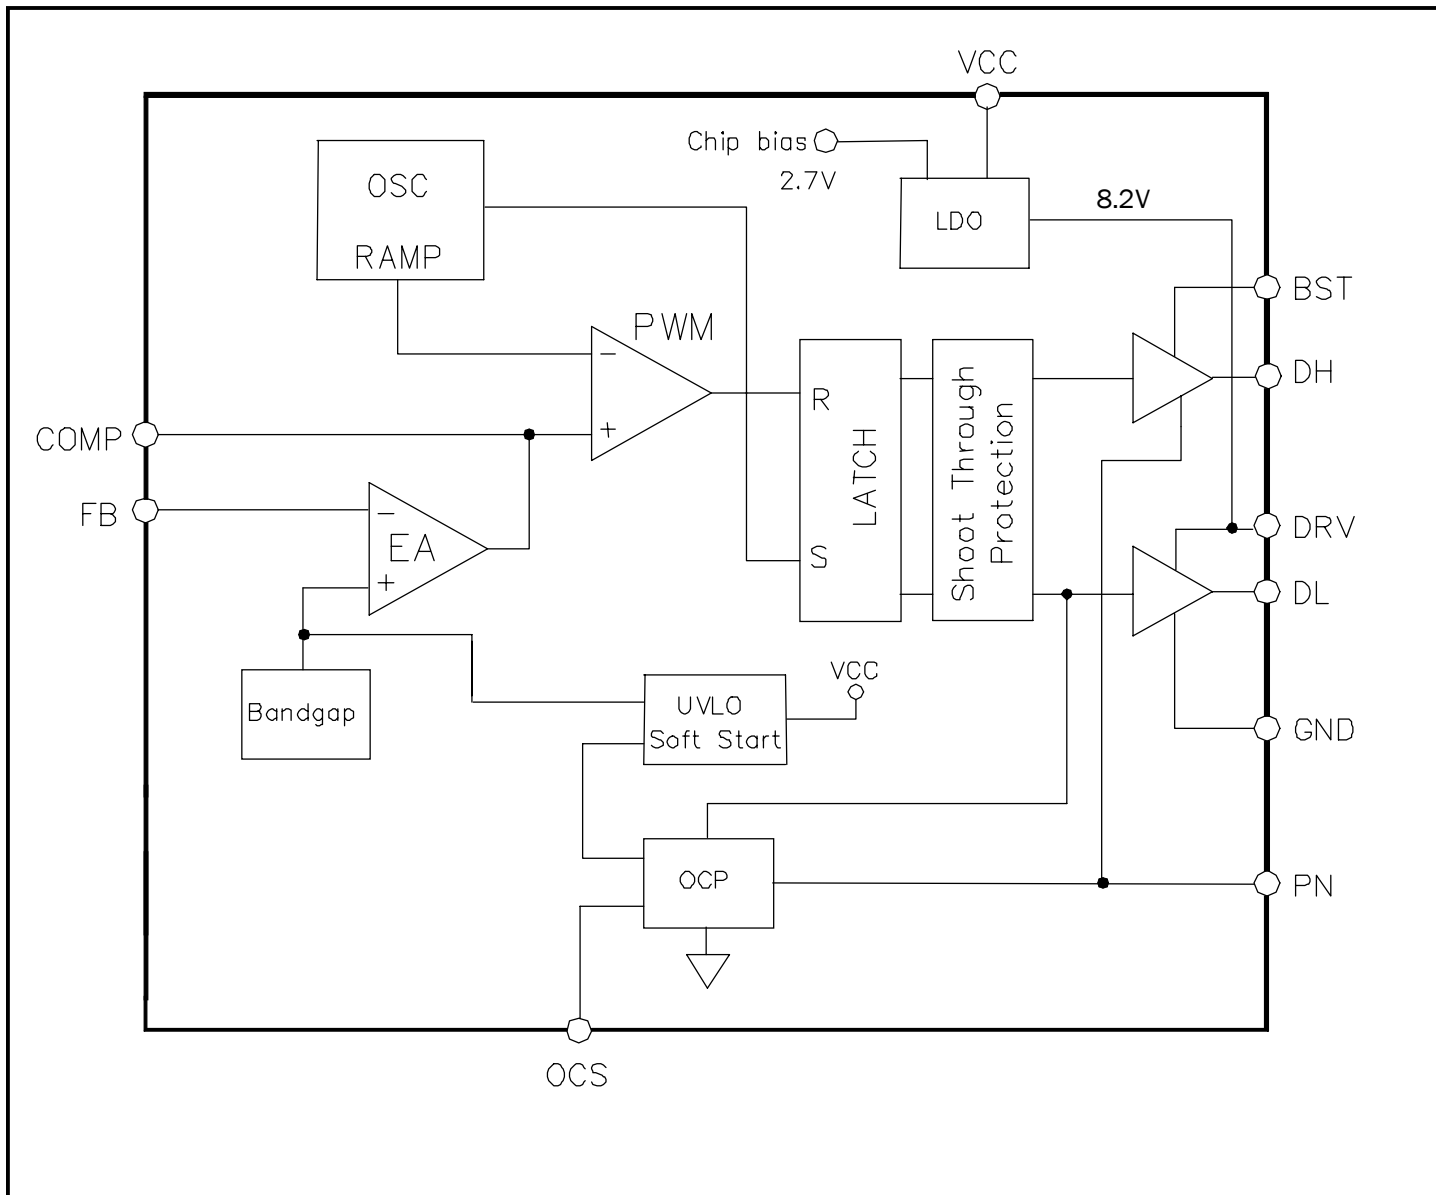 VCC
Chip bias
2.7V
OSC
RAMP
LDO
8.2V
BST
PWM
−
+
DH
R
LATCH
S
Shoot Through
Protection
COMP
FB
−
EA
+
DRV
DL
Bandgap
UVLO
Soft Start
VCC
GND
OCP
PN
OCS